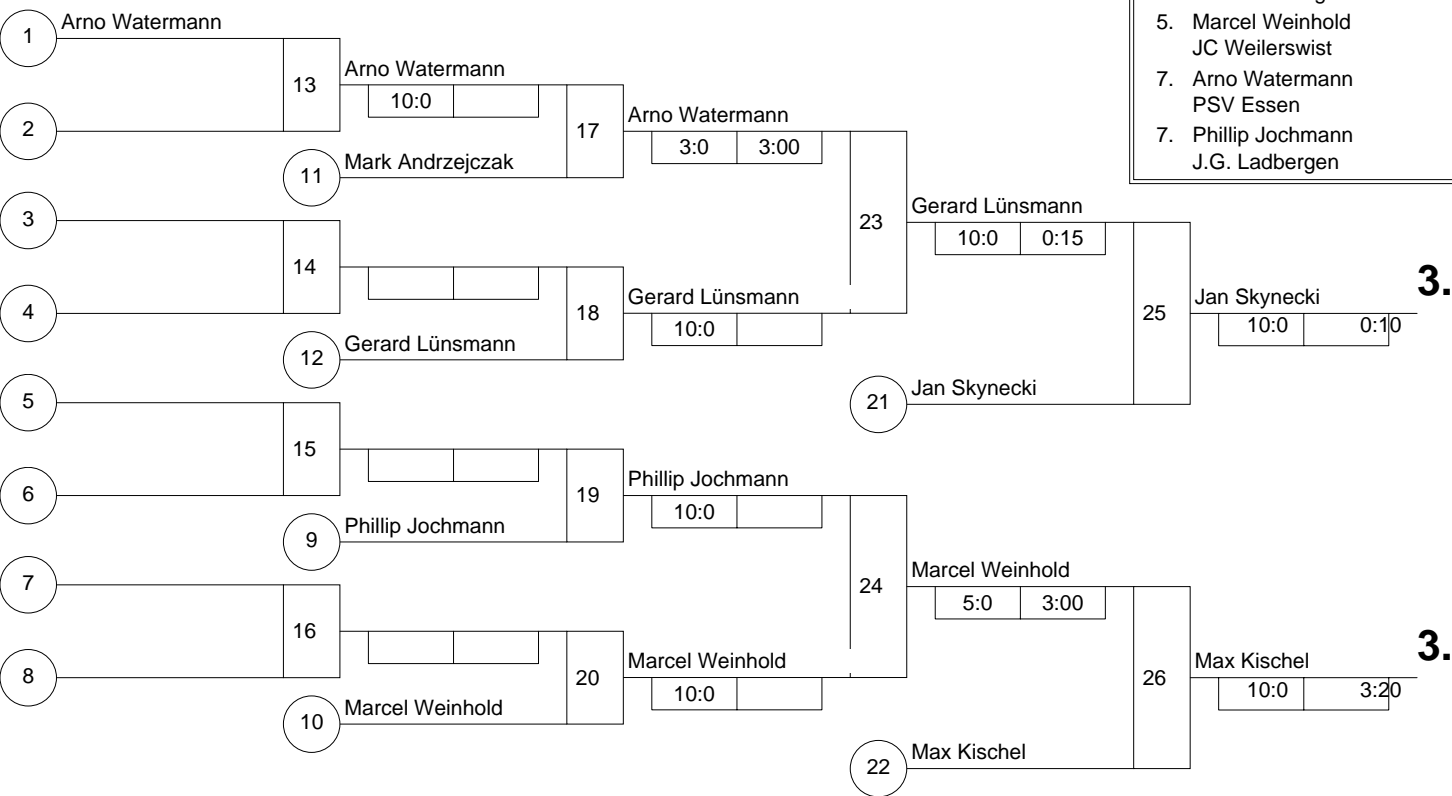 5. Marcel Weinhold
JC Weilerswist
7. Arno Watermann
PSV Essen
7. Phillip Jochmann
J.G. Ladbergen
1 Arno Watermann
13
Arno Watermann
10:0
2
17
Arno Watermann
3:0 3:00
11 Mark Andrzejczak
3
23
Gerard Lünsmann
10:0 0:15
14
4
18
Gerard Lünsmann
10:0
12 Gerard Lünsmann
25
Jan Skynecki
10:0 0:10
3.
5
21 Jan Skynecki
15
6
19
Phillip Jochmann
10:0
9 Phillip Jochmann
7
24
Marcel Weinhold
5:0 3:00
16
8
20
Marcel Weinhold
10:0
10 Marcel Weinhold
26
Max Kischel
10:0 3:20
3.
22 Max Kischel